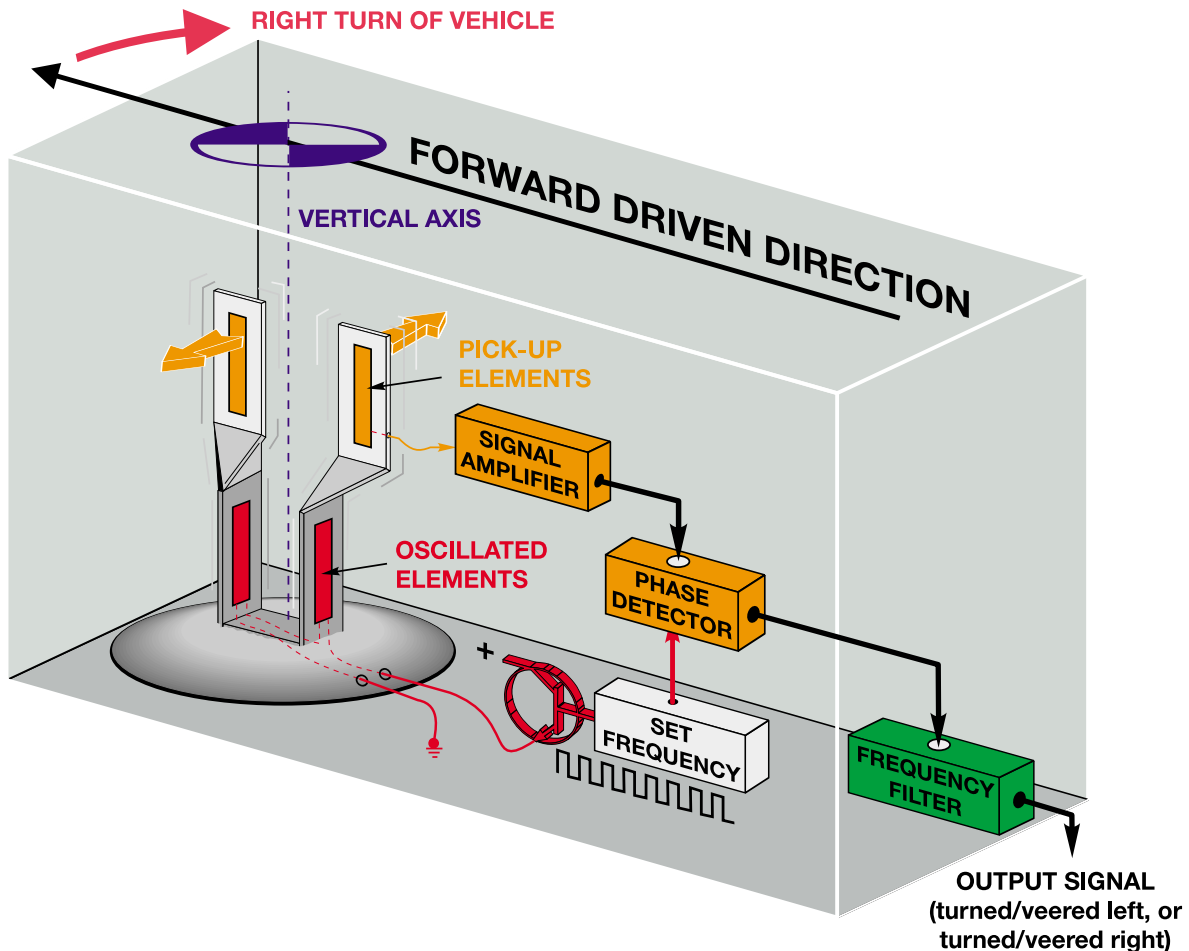 RIGHT TURN OF VEHICLE
FORWARD DRIVEN DIRECTION
VERTICAL AXIS
PICK-UP
ELEMENTS
SIGNAL
AMPLIFIER
OSCILLATED
ELEMENTS
PHASE
DETECTOR
+
SET
FREQUENCY
FREQUENCY
FILTER
OUTPUT SIGNAL
(turned/veered left, or
turned/veered right)